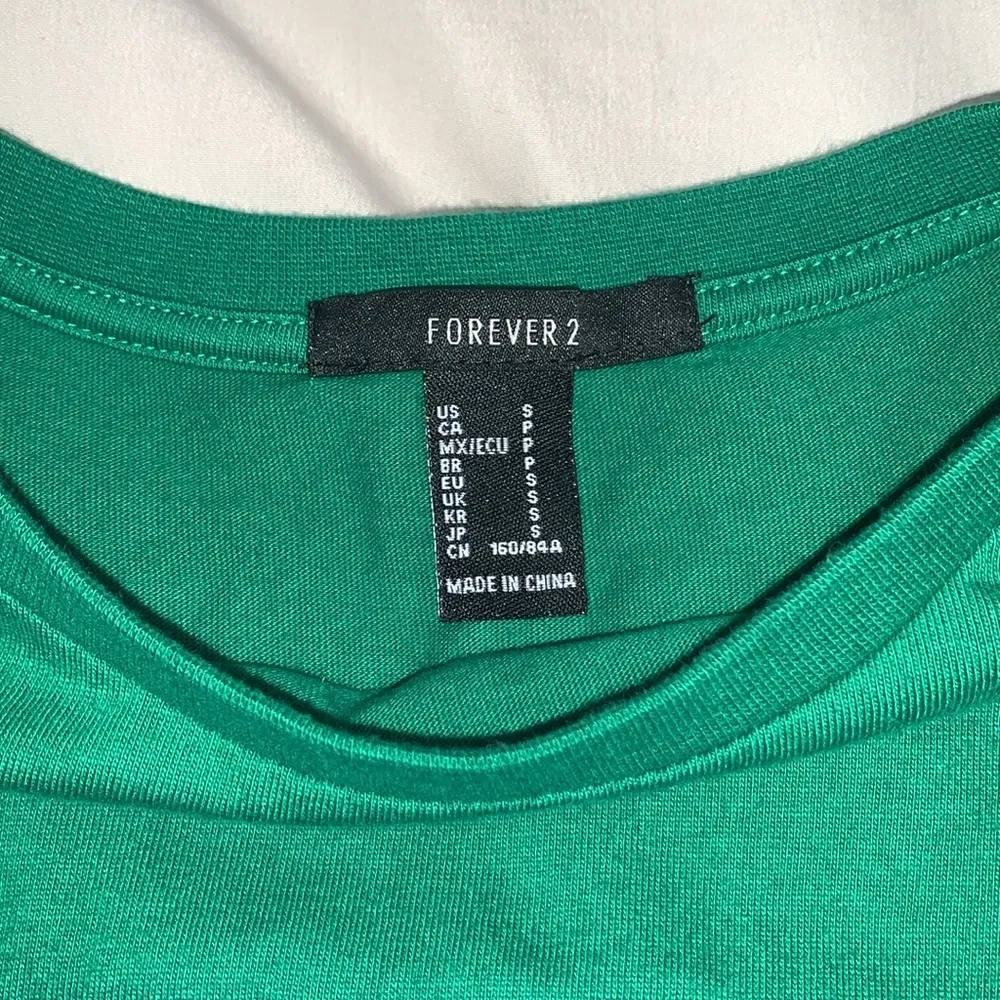 FOREVER 2
US S
CA P
MX/ECU P
BR P
EU S
UK S
KR S
JP S
CN 160/84A
MADE IN CHINA